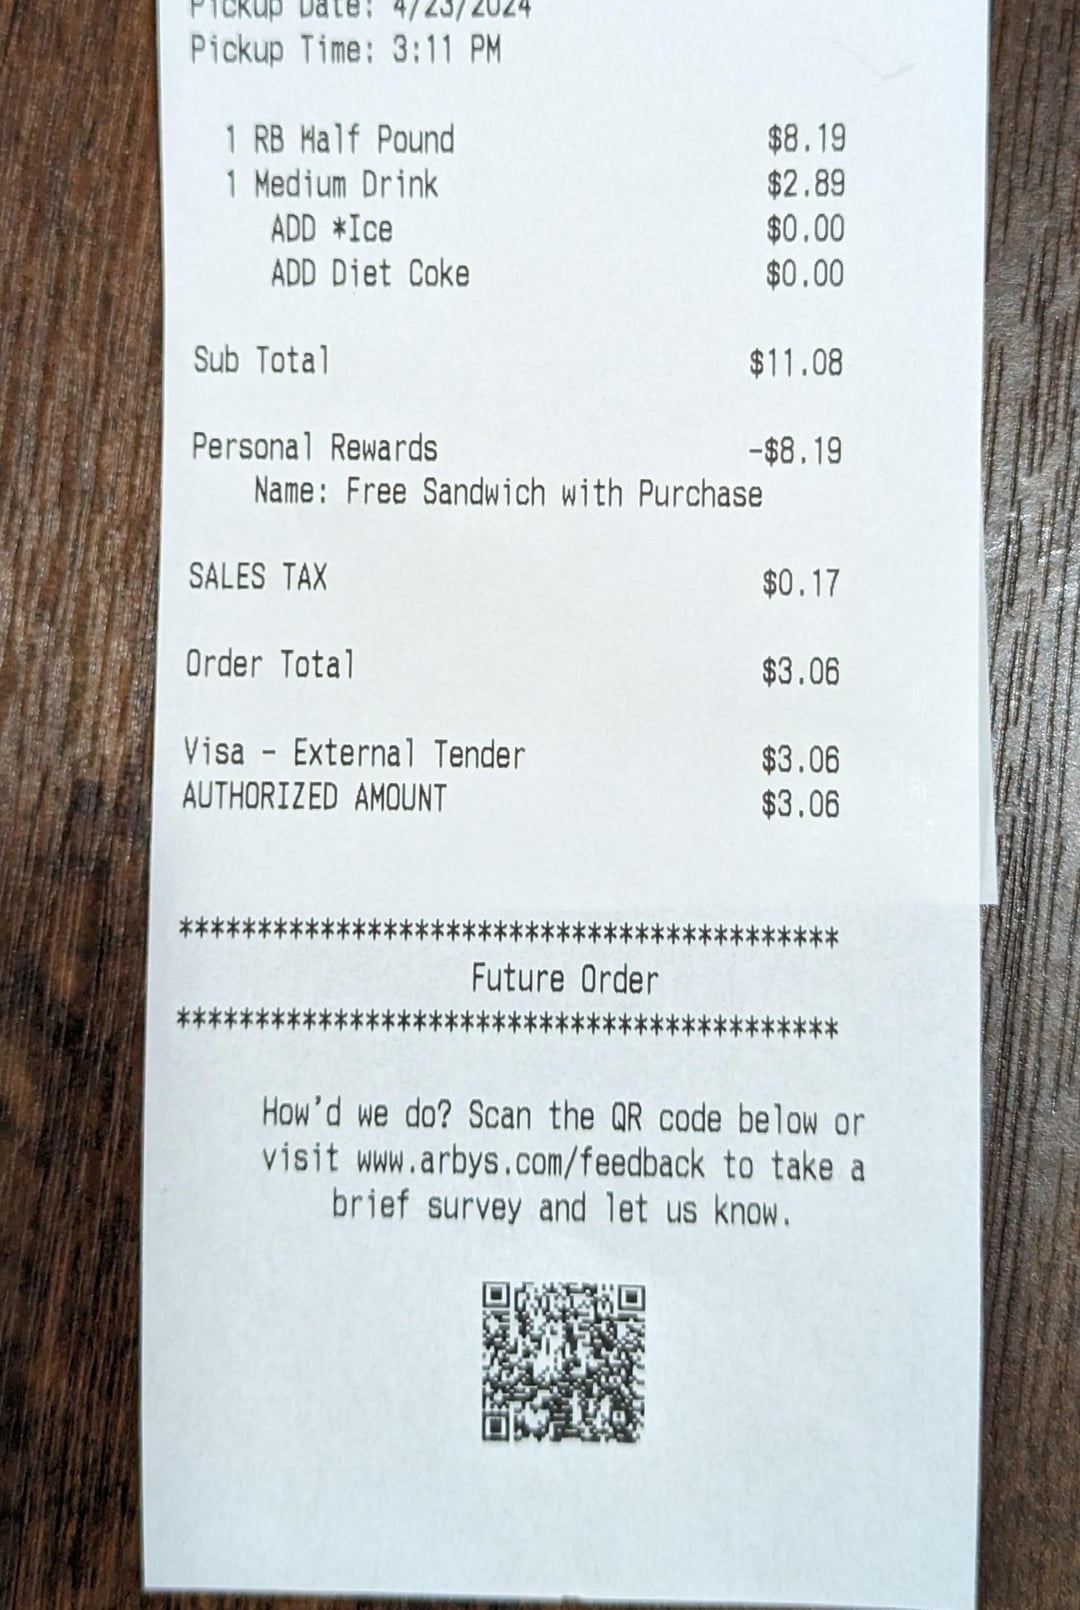 Pickup Date: 4/23/2024
Pickup Time: 3:11 PM
1 RB Half Pound $8.19
1 Medium Drink $2.89
ADD *Ice $0.00
ADD Diet Coke $0.00
Sub Total $11.08
Personal Rewards -$8.19
Name: Free Sandwich with Purchase
SALES TAX $0.17
Order Total $3.06
Visa - External Tender $3.06
AUTHORIZED AMOUNT $3.06
******************************************
Future Order
******************************************
How'd we do? Scan the QR code below or
visit www.arbys.com/feedback to take a
brief survey and let us know.